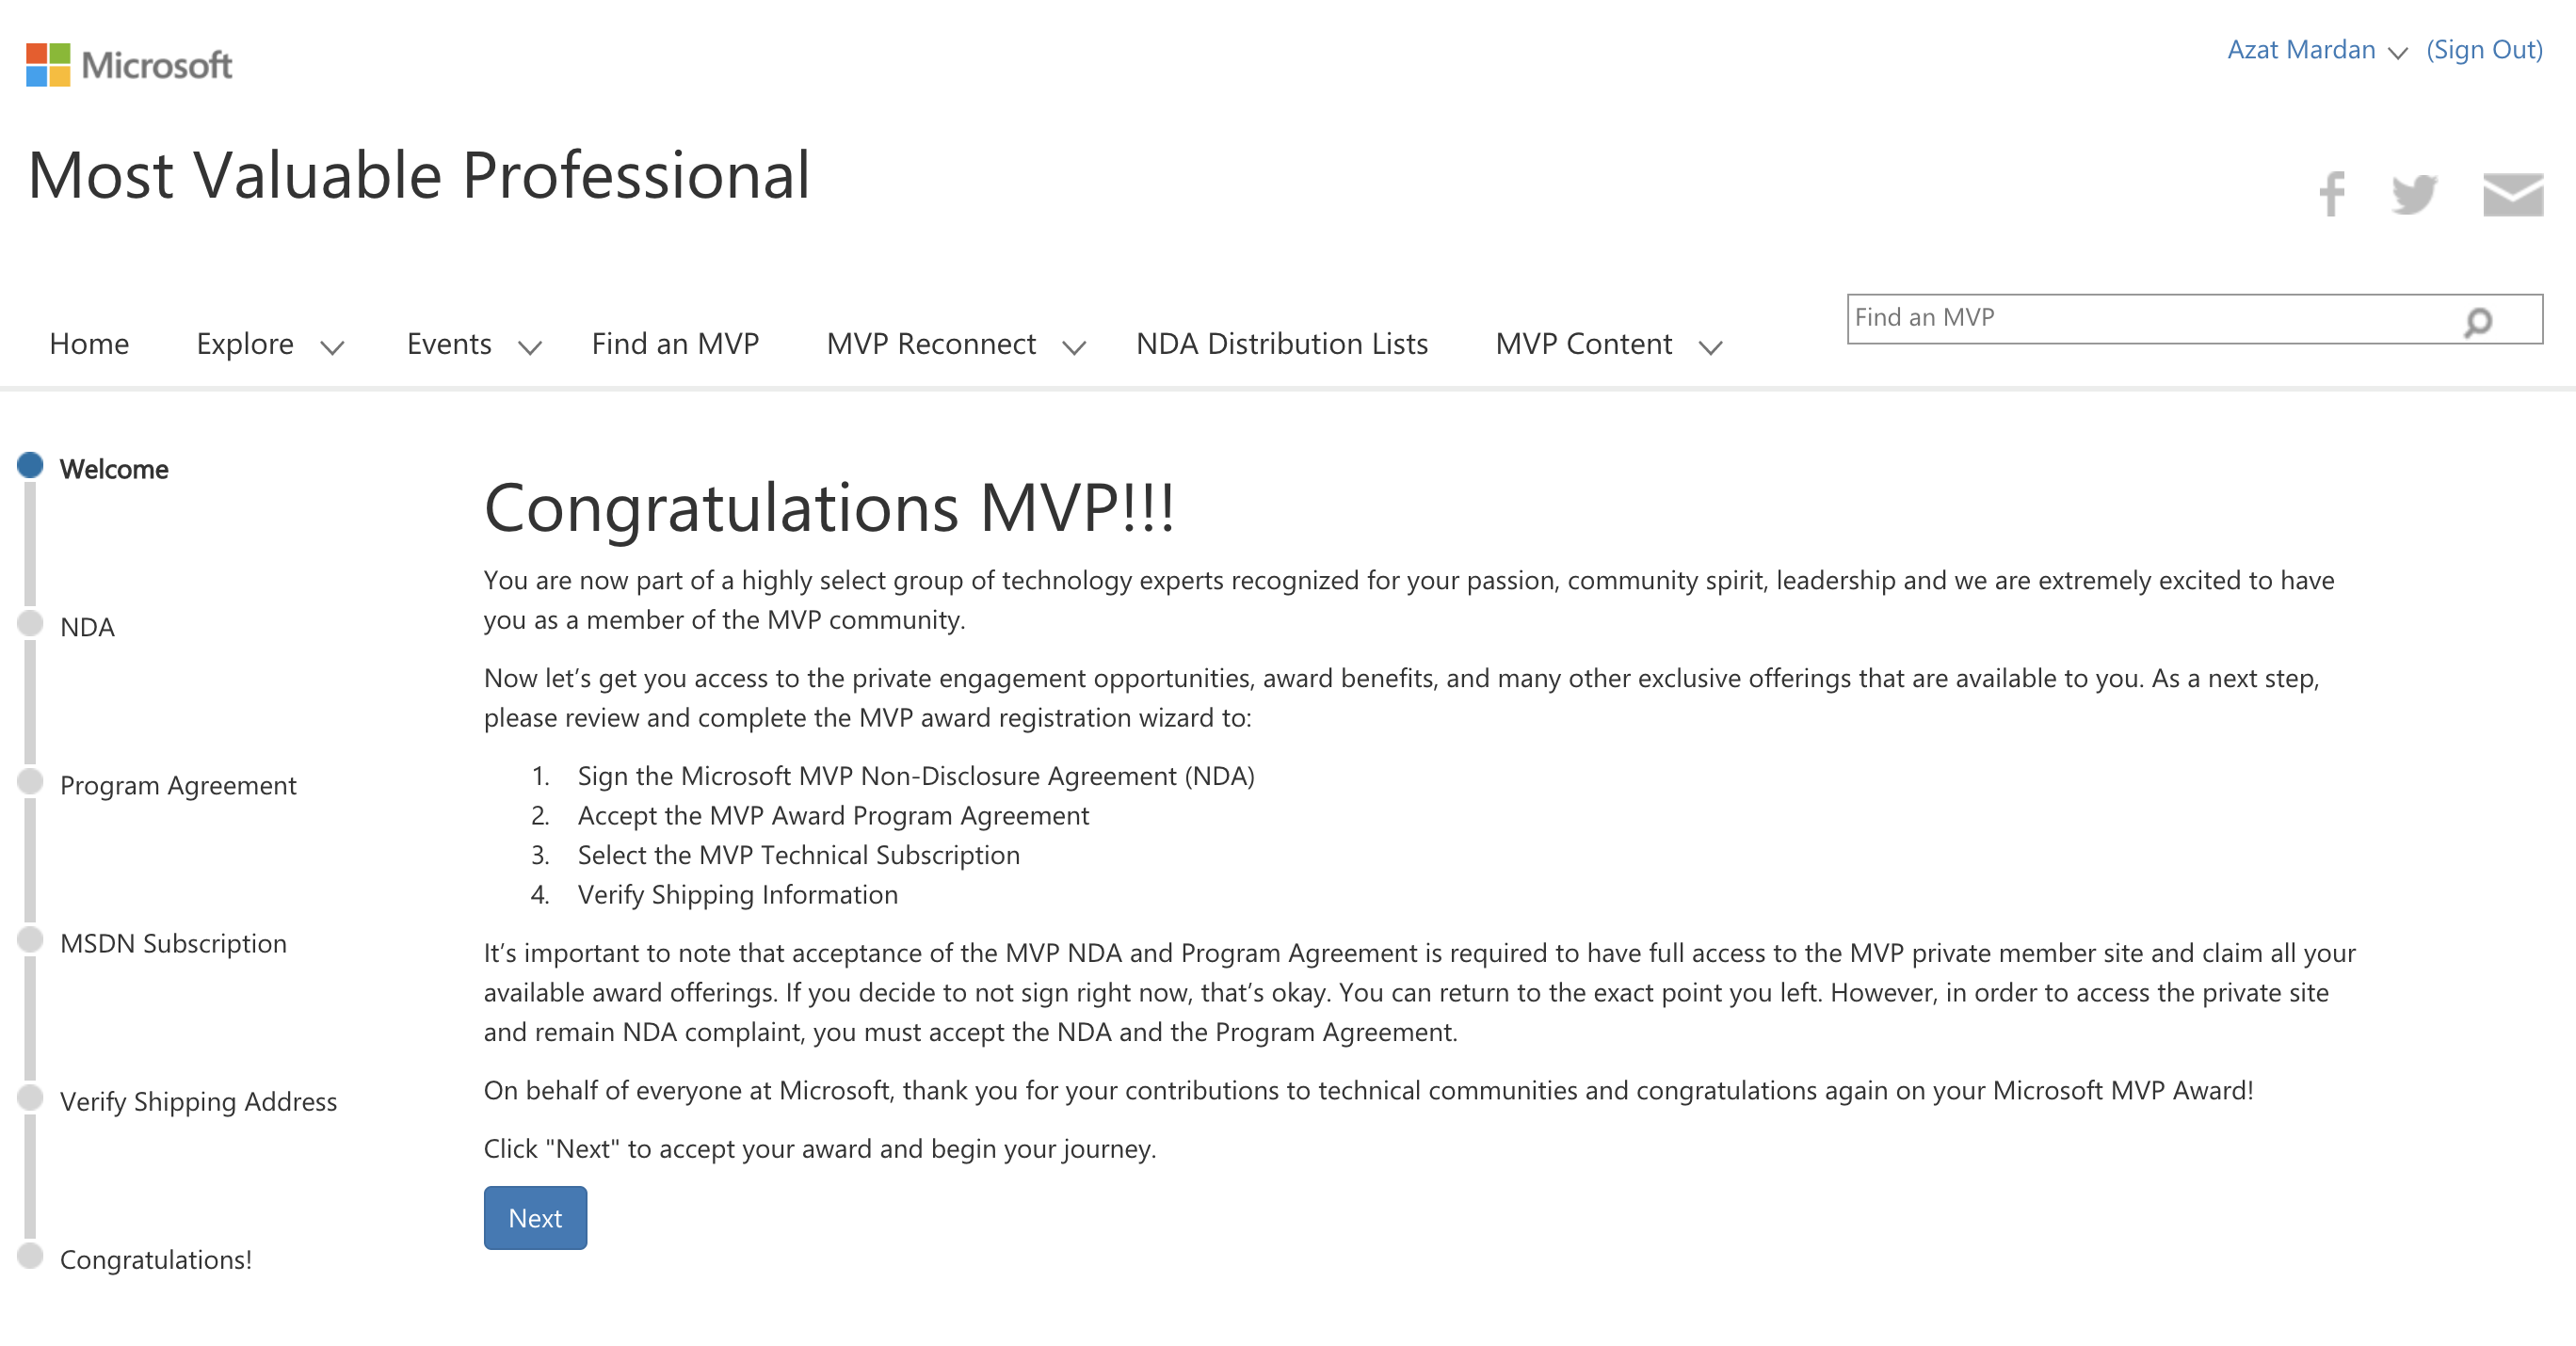 Microsoft
Azat Mardan (Sign Out)
Most Valuable Professional
Find an MVP
Home Explore Events Find an MVP MVP Reconnect NDA Distribution Lists MVP Content
Welcome
NDA
Program Agreement
MSDN Subscription
Verify Shipping Address
Congratulations!
Congratulations MVP!!!
You are now part of a highly select group of technology experts recognized for your passion, community spirit, leadership and we are extremely excited to have
you as a member of the MVP community.
Now let’s get you access to the private engagement opportunities, award benefits, and many other exclusive offerings that are available to you. As a next step,
please review and complete the MVP award registration wizard to:
1. Sign the Microsoft MVP Non-Disclosure Agreement (NDA)
2. Accept the MVP Award Program Agreement
3. Select the MVP Technical Subscription
4. Verify Shipping Information
It’s important to note that acceptance of the MVP NDA and Program Agreement is required to have full access to the MVP private member site and claim all your
available award offerings. If you decide to not sign right now, that’s okay. You can return to the exact point you left. However, in order to access the private site
and remain NDA complaint, you must accept the NDA and the Program Agreement.
On behalf of everyone at Microsoft, thank you for your contributions to technical communities and congratulations again on your Microsoft MVP Award!
Click "Next" to accept your award and begin your journey.
Next